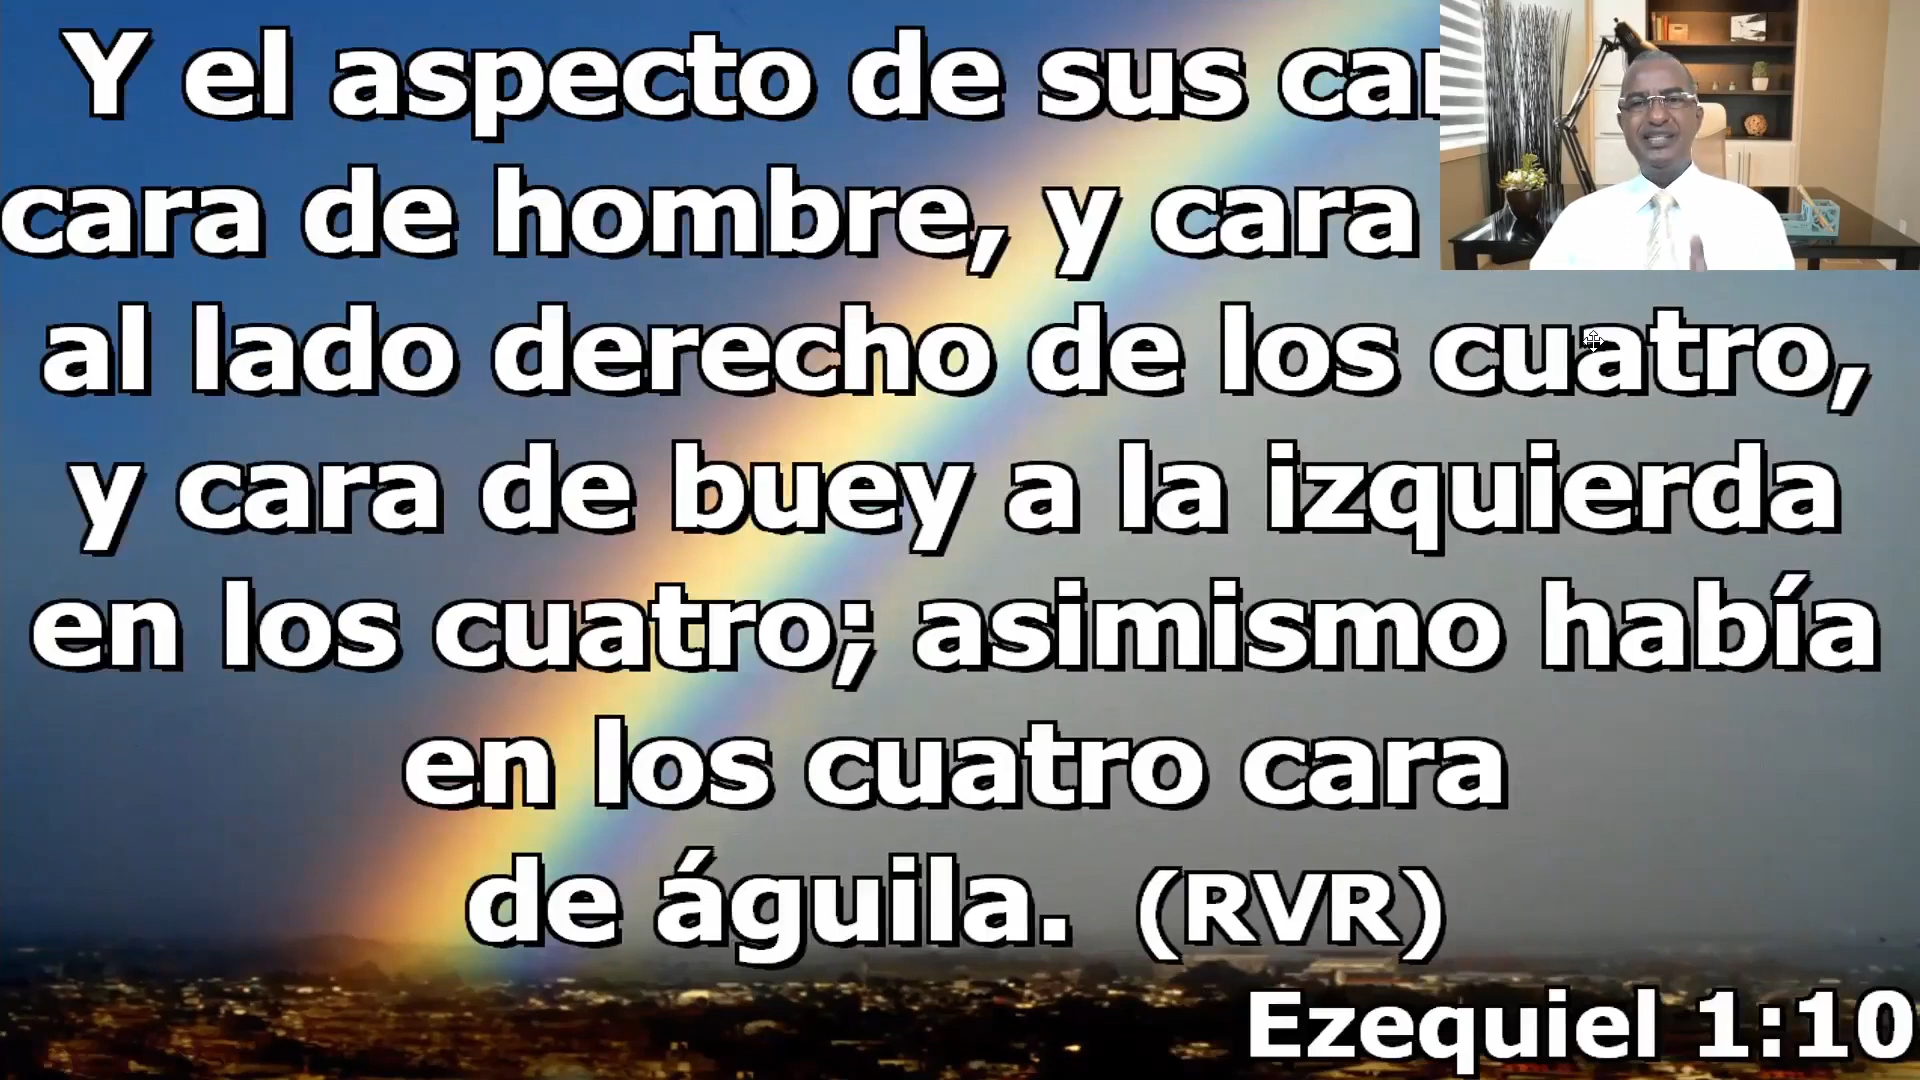 Y el aspecto de sus
cara de hombre, y cara
al lado derecho de los cuatro,
y cara de buey a la izquierda
en los cuatro; asimismo había
en los cuatro cara
de águila. (RVR)
Ezequiel 1:10